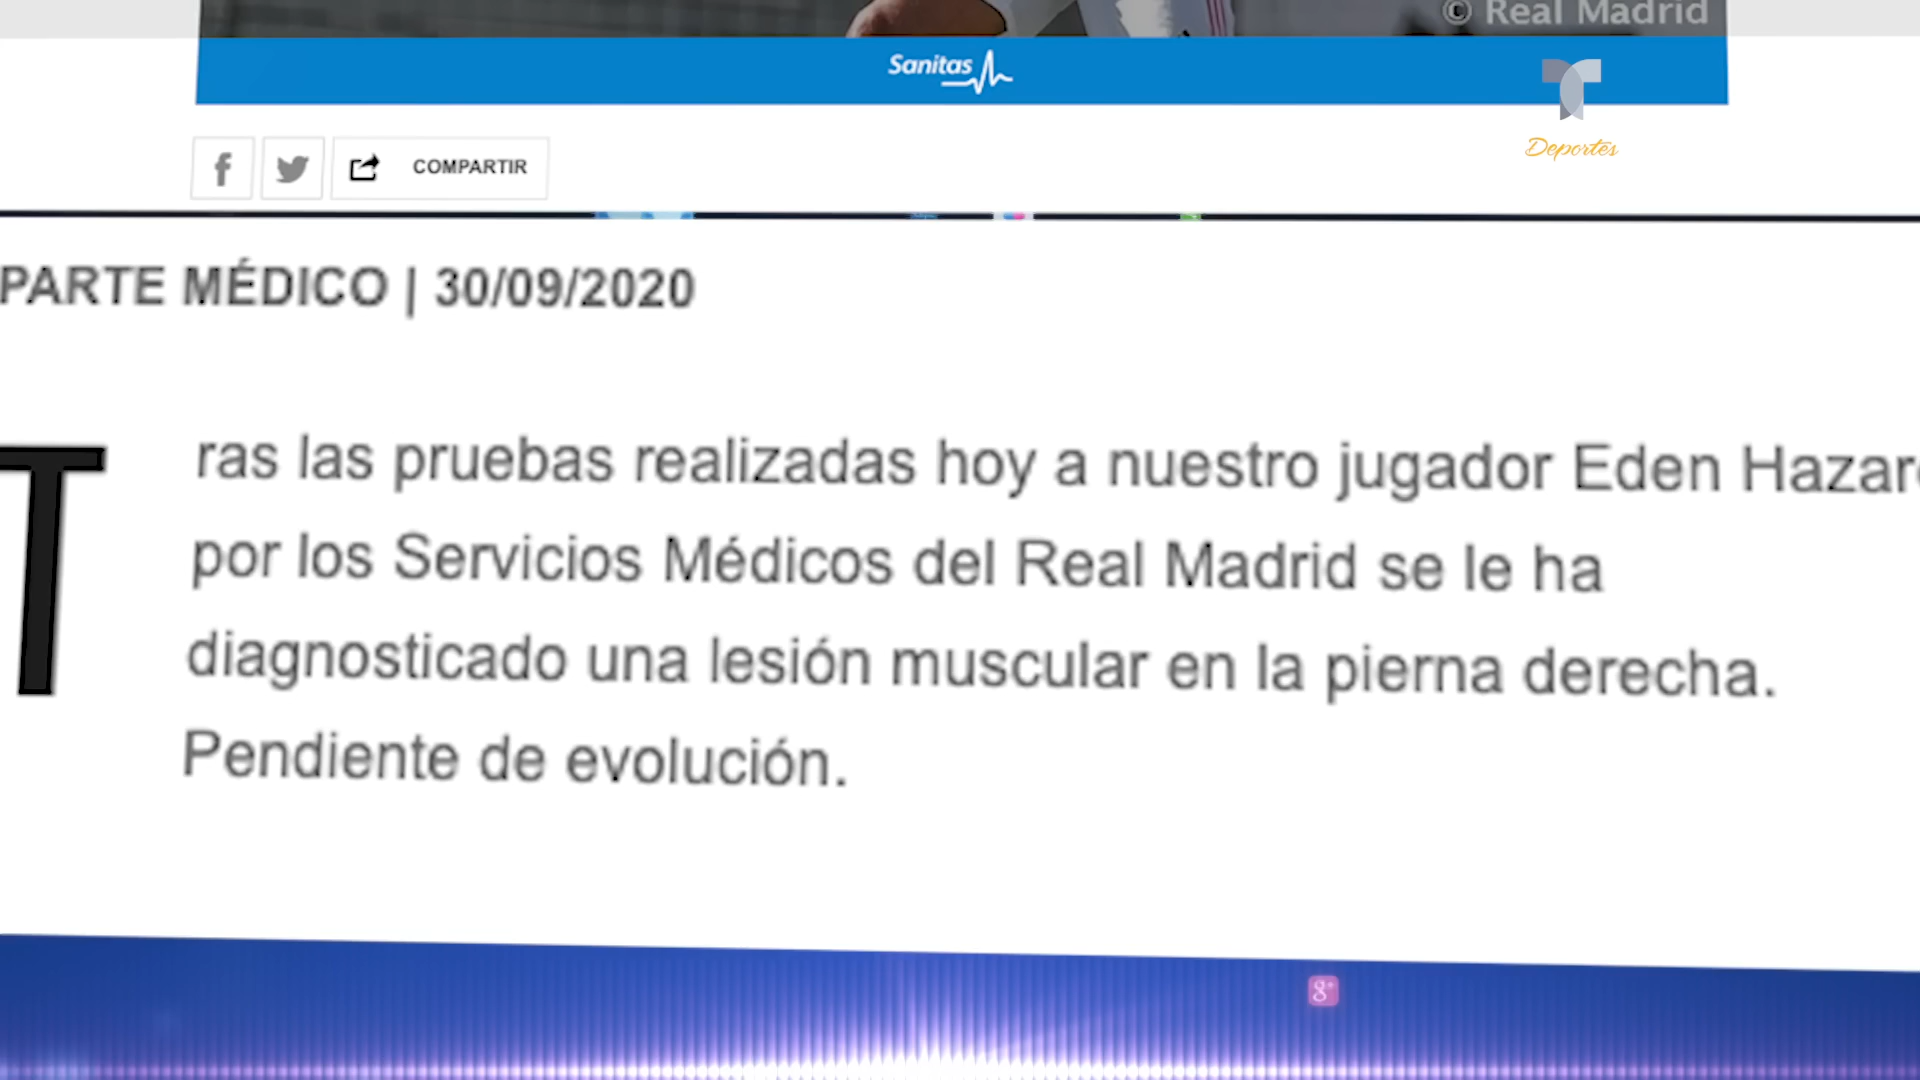 © Real Madrid
Sanitas
Deportes
COMPARTIR
PARTE MÉDICO | 30/09/2020
Tras las pruebas realizadas hoy a nuestro jugador Eden Hazard
por los Servicios Médicos del Real Madrid se le ha
diagnosticado una lesión muscular en la pierna derecha.
Pendiente de evolución.